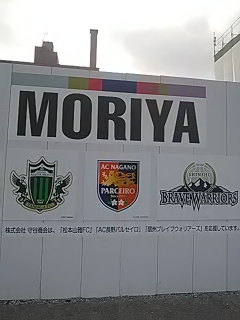 MORIYA
AC NAGANO
PARCEIRO
SHINSHU
BRAVE WARRIORS
株式会社 守谷商会は、「松本山雅FC」「AC長野パルセイロ」「信州ブレイブウォリアーズ」を応援しています。